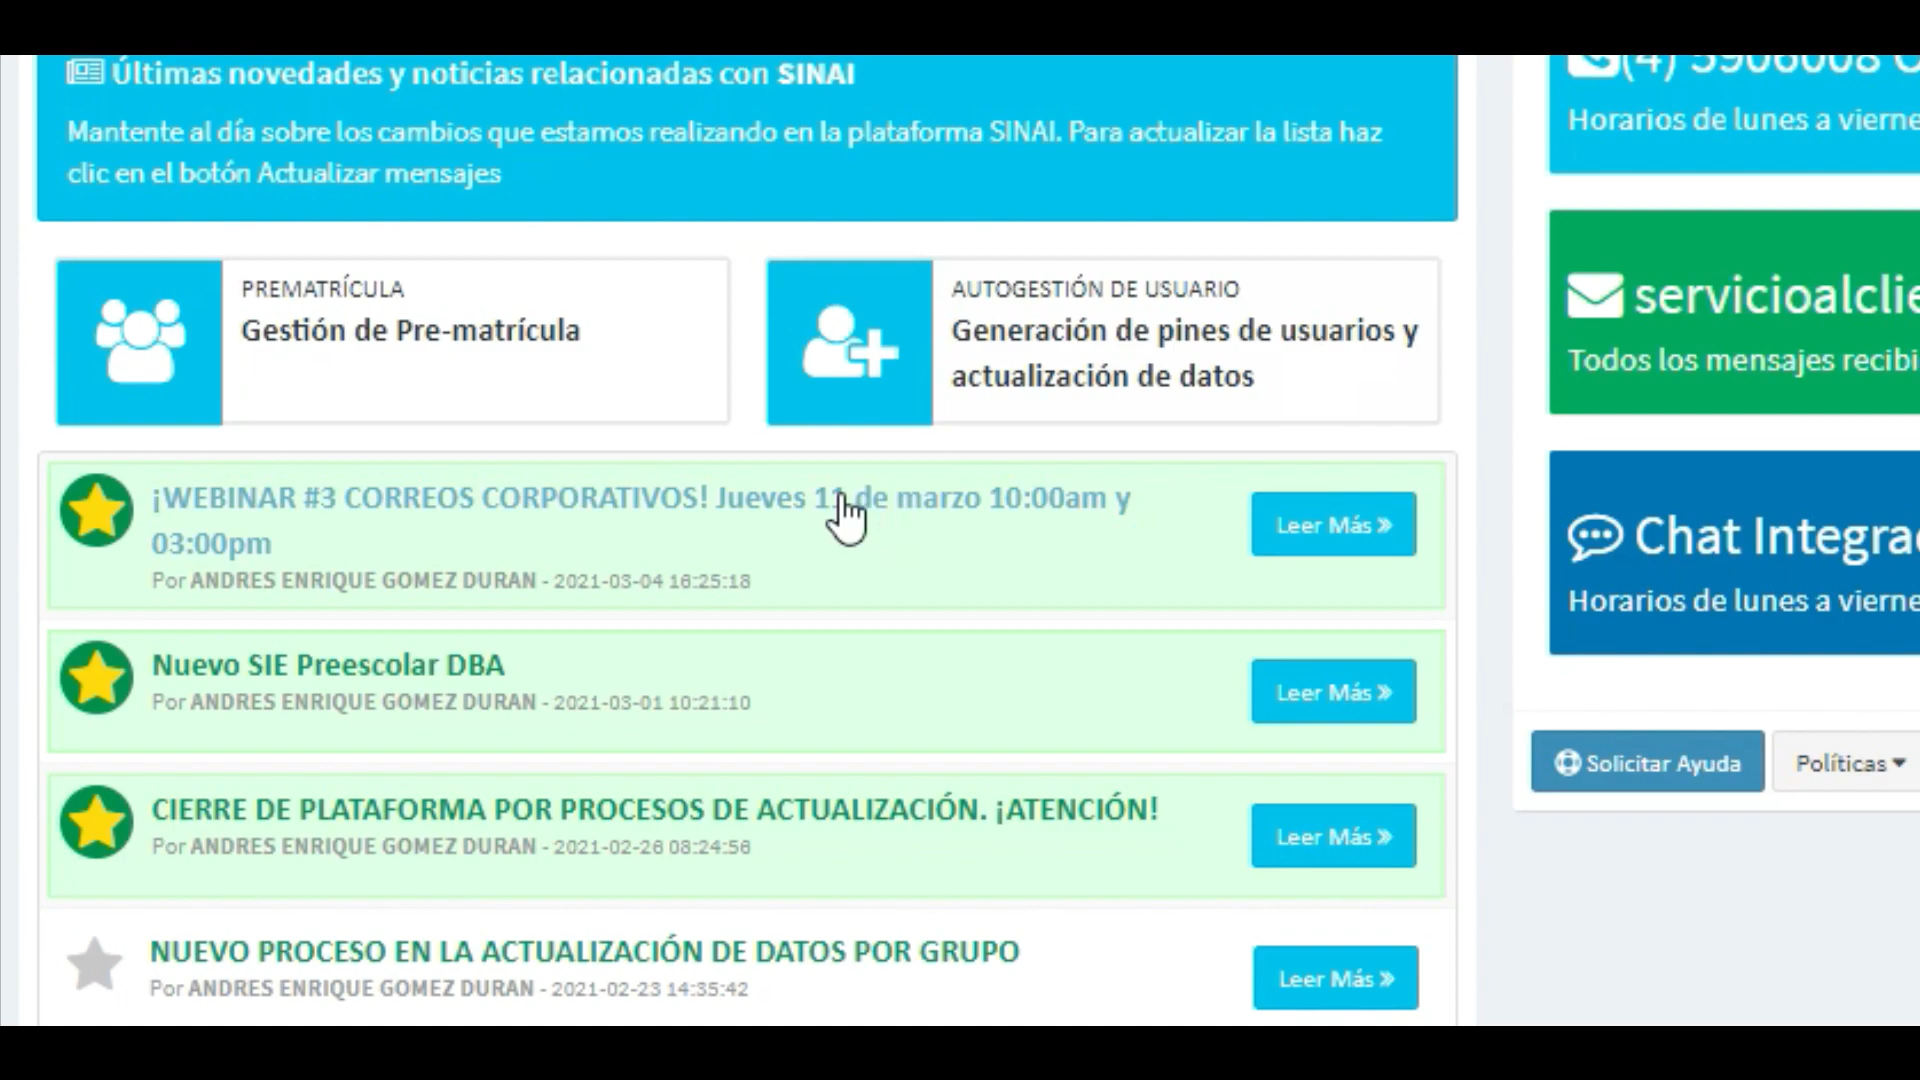 Últimas novedades y noticias relacionadas con SINAI
Mantente al día sobre los cambios que estamos realizando en la plataforma SINAI. Para actualizar la lista haz
clic en el botón Actualizar mensajes
PREMATRÍCULA
Gestión de Pre-matrícula
AUTOGESTIÓN DE USUARIO
Generación de pines de usuarios y
actualización de datos
¡WEBINAR #3 CORREOS CORPORATIVOS! Jueves 11 de marzo 10:00am y
03:00pm
Por ANDRES ENRIQUE GOMEZ DURAN - 2021-03-04 16:25:18
Leer Más »
Nuevo SIE Preescolar DBA
Por ANDRES ENRIQUE GOMEZ DURAN - 2021-03-01 10:21:10
Leer Más »
CIERRE DE PLATAFORMA POR PROCESOS DE ACTUALIZACIÓN. ¡ATENCIÓN!
Por ANDRES ENRIQUE GOMEZ DURAN - 2021-02-26 08:24:56
Leer Más »
NUEVO PROCESO EN LA ACTUALIZACIÓN DE DATOS POR GRUPO
Por ANDRES ENRIQUE GOMEZ DURAN - 2021-02-23 14:35:42
Leer Más »
(4) 5906008
Horarios de lunes a vierne
servicioalclie
Todos los mensajes recibi
Chat Integra
Horarios de lunes a vierne
Solicitar Ayuda
Políticas